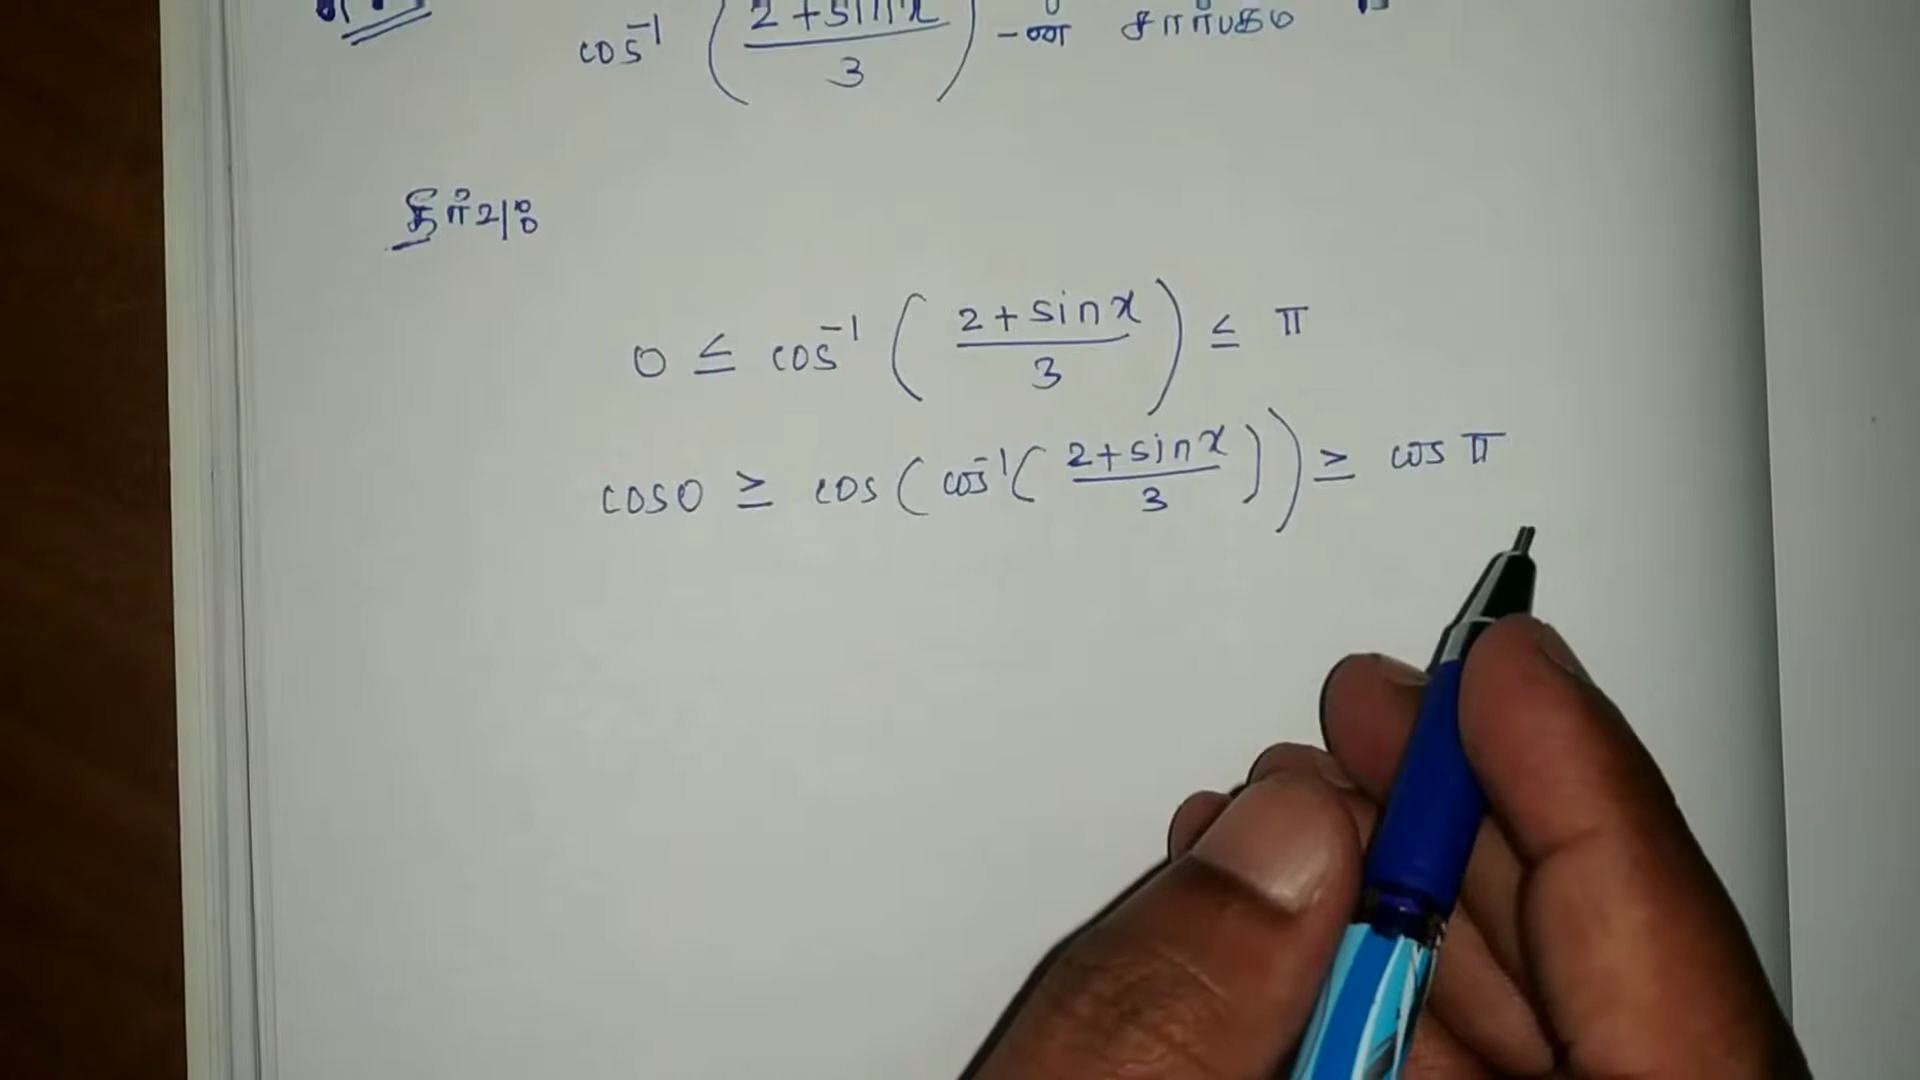 cos⁻¹ ( 2 + sin x / 3 ) -ன் சார்பகம்
தீர்வு:
0 ≤ cos⁻¹ ( 2 + sin x / 3 ) ≤ π
cos 0 ≥ cos ( cos⁻¹ ( 2 + sin x / 3 ) ) ≥ cos π